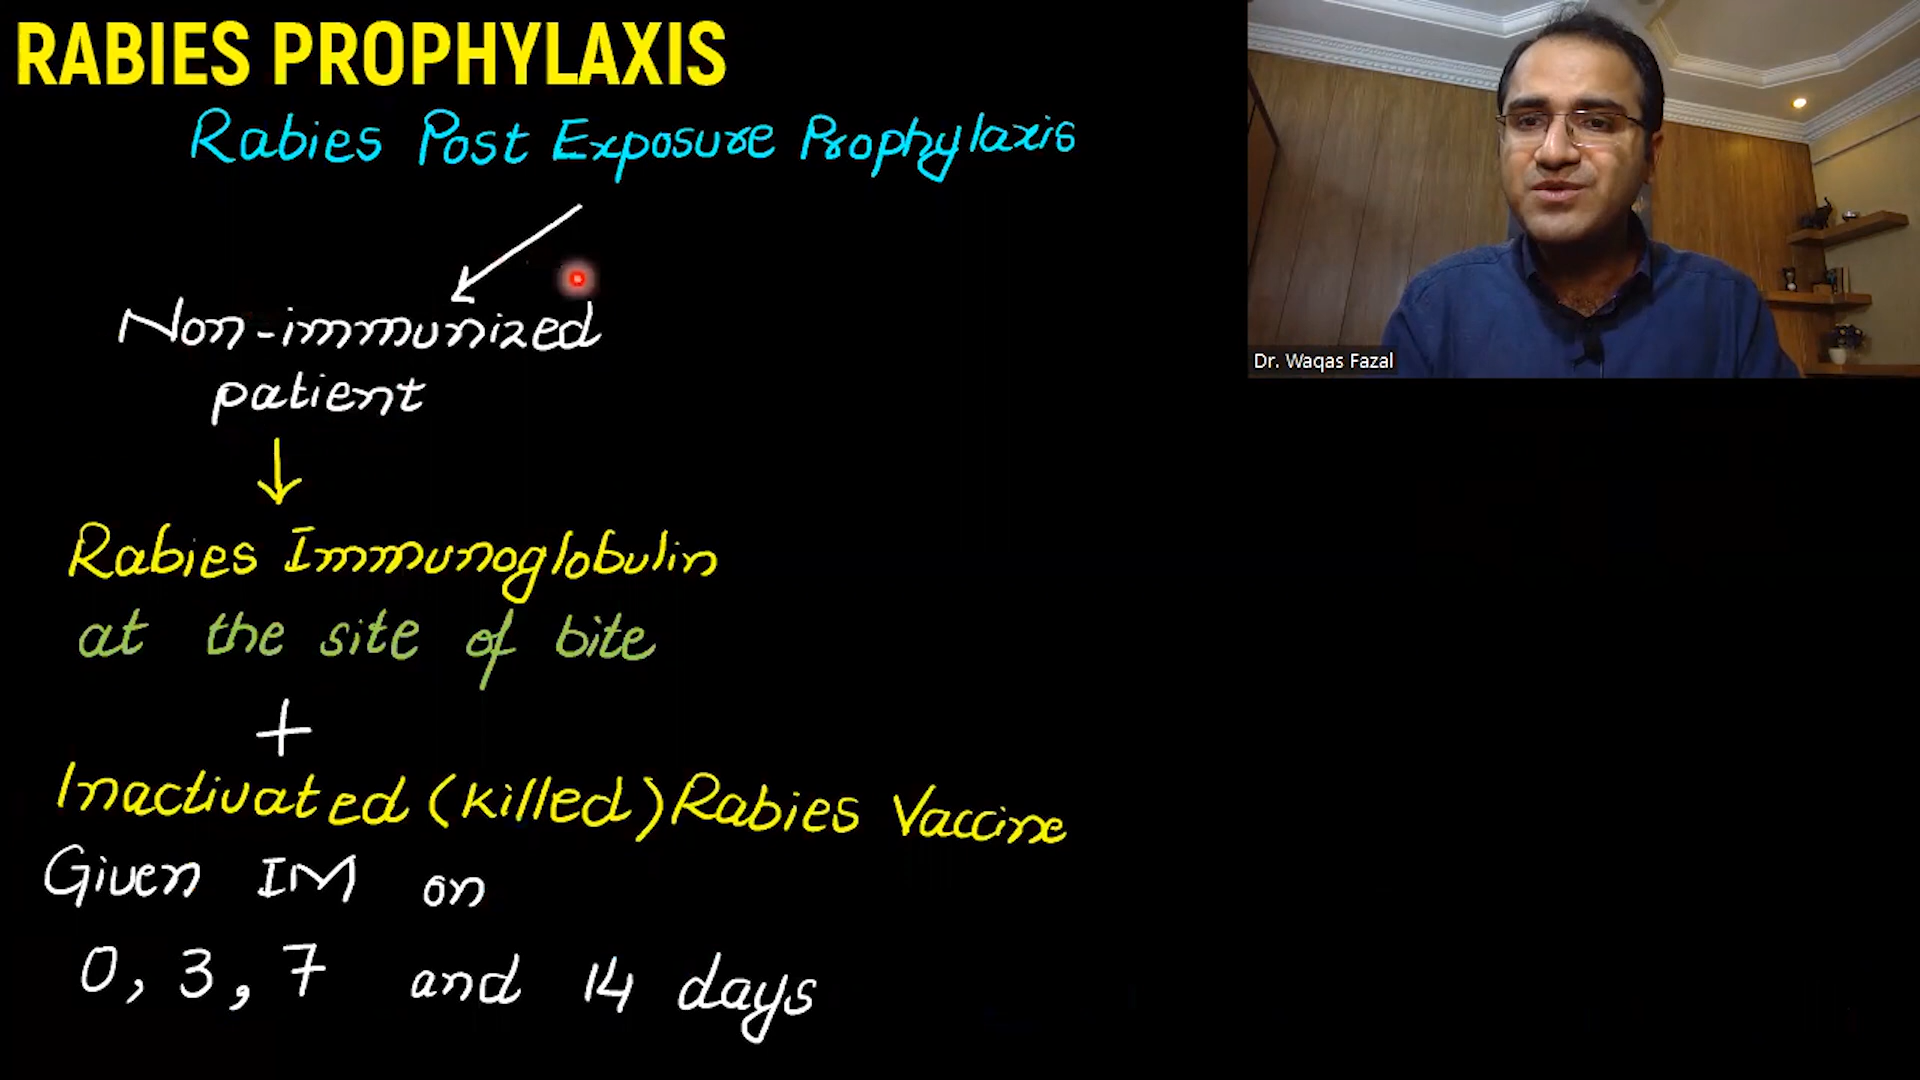 RABIES PROPHYLAXIS
Rabies Post Exposure Prophylaxis
Non-immunized
patient
Rabies Immunoglobulin
at the site of bite
+
Inactivated (killed) Rabies Vaccine
Given IM on
0, 3, 7 and 14 days
Dr. Waqas Fazal